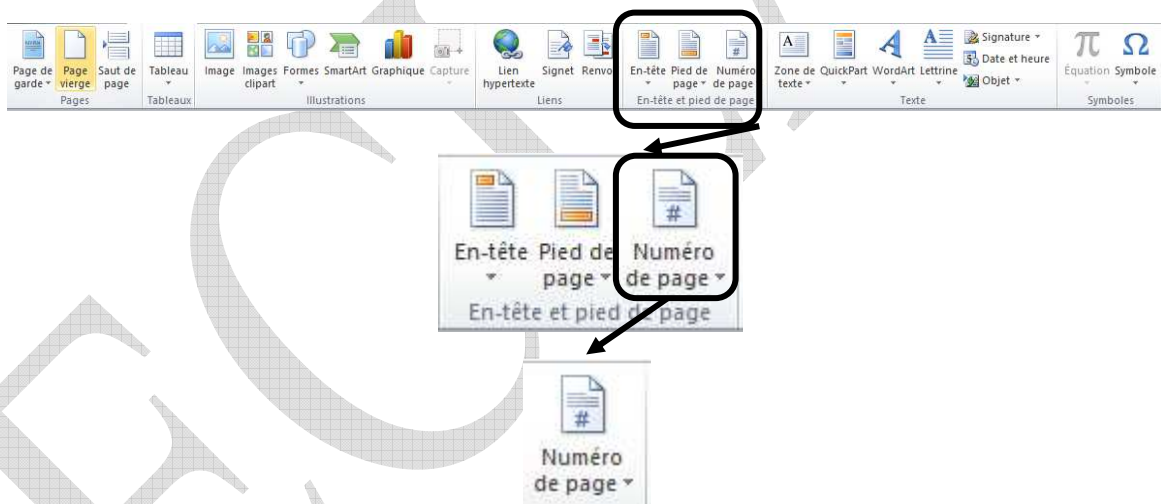 Page de garde
Page vierge
Saut de page
Tableau
Image
Images clipart
Formes
SmartArt
Graphique
Capture
Lien hypertexte
Signet
Renvo
En-tête
Pied de page
Numéro de page
Zone de texte
QuickPart
WordArt
Lettrine
Signature
Date et heure
Objet
Équation
Symbole
Pages
Tableaux
Illustrations
Liens
En-tête et pied de page
Texte
Symboles
En-tête
Pied de page
Numéro de page
En-tête et pied de page
Numéro
de page